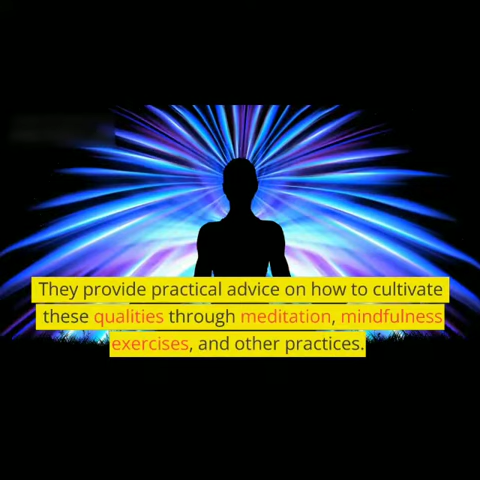 They provide practical advice on how to cultivate
these qualities through meditation, mindfulness
exercises, and other practices.